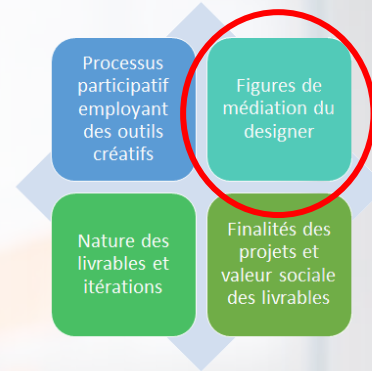 Processus
participatif
employant
des outils
créatifs
Figures de
médiation du
designer
Nature des
livrables et
itérations
Finalités des
projets et
valeur sociale
des livrables